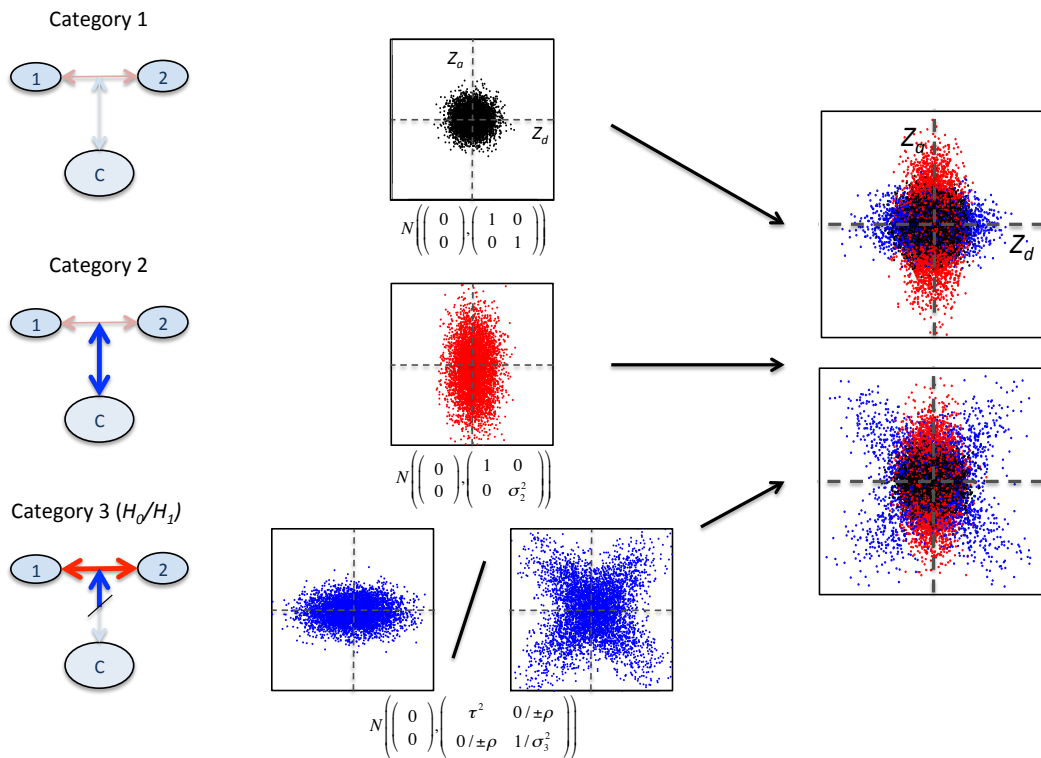 Category 1
1
2
C
Z_a
Z_d
N((0 0), (1 0 0 1))
Category 2
1
2
C
N((0 0), (1 0 0 σ_2^2))
Category 3 (H_0/H_1)
1
2
C
N((0 0), (τ^2 0/±ρ 0/±ρ 1/σ_3^2))
Z_a
Z_d